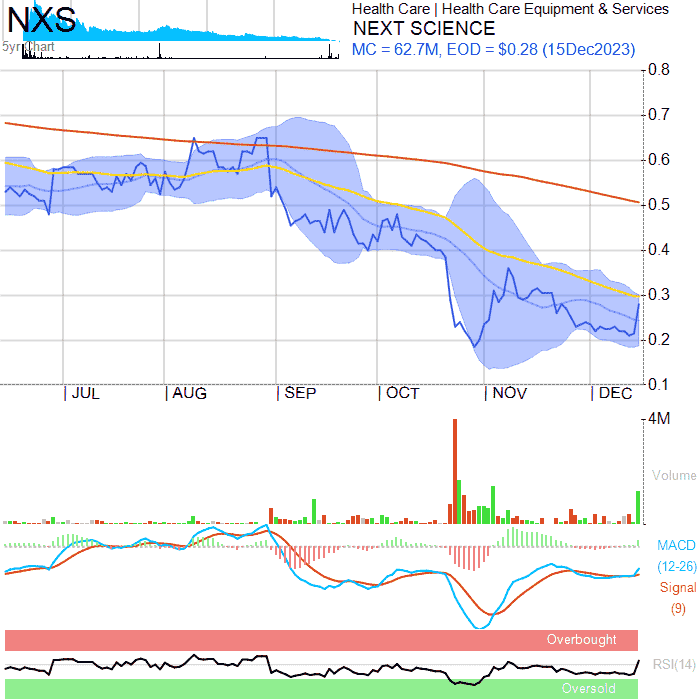 NXS
5yr Chart
Health Care | Health Care Equipment & Services
NEXT SCIENCE
MC = 62.7M, EOD = $0.28 (15Dec2023)
0.8
0.7
0.6
0.5
0.4
0.3
0.2
0.1
JUL AUG SEP OCT NOV DEC
4M
Volume
MACD
(12-26)
Signal
(9)
Overbought
RSI(14)
Oversold